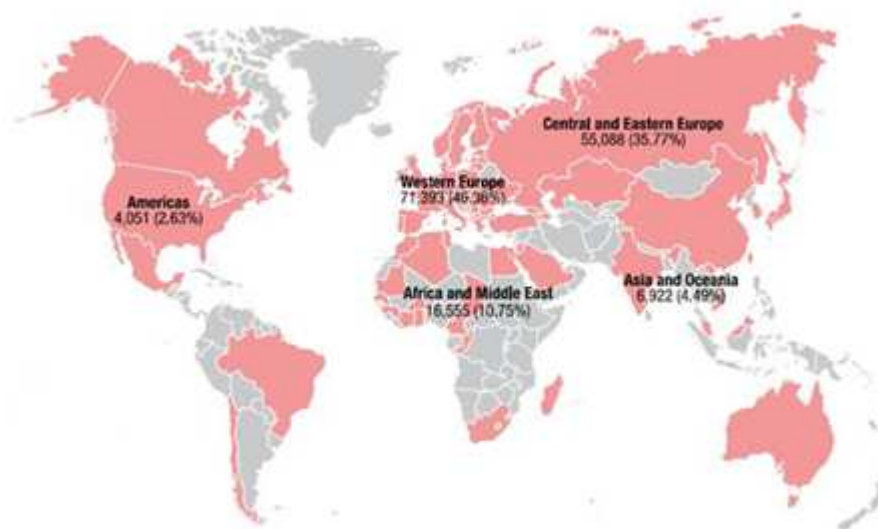 Central and Eastern Europe
55,088 (35.77%)
Western Europe
71,393 (46.36%)
Americas
4,051 (2.63%)
Asia and Oceania
6,922 (4.49%)
Africa and Middle East
16,555 (10.75%)